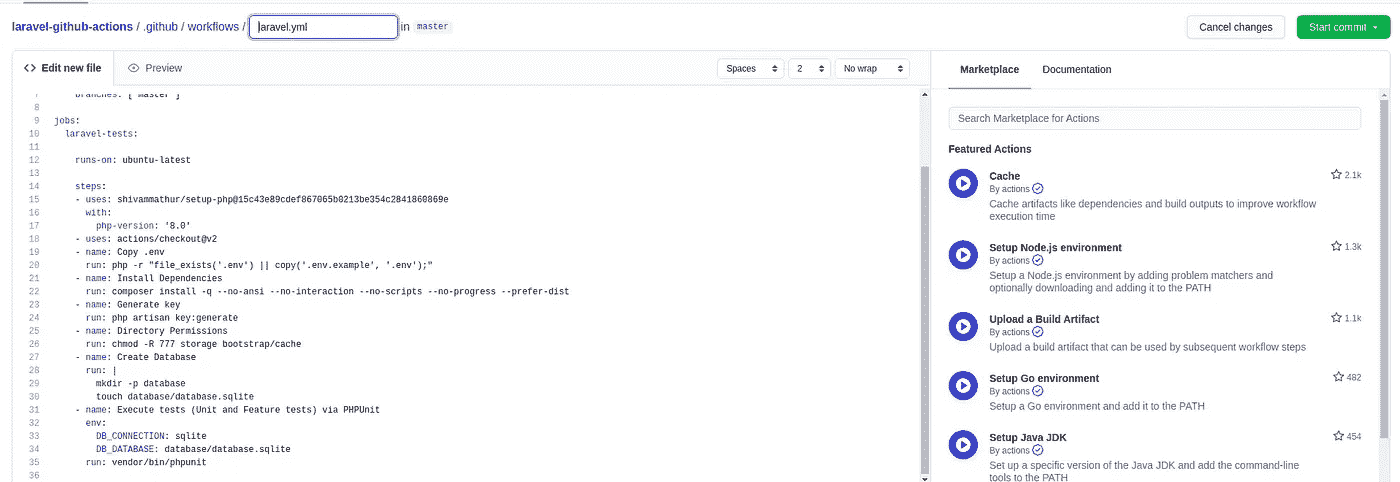 laravel-github-actions / .github / workflows / laravel.yml in master
Cancel changes
Start commit
Edit new file
Preview
Spaces
2
No wrap
7 branches: [ master ]
8
9 jobs:
10 laravel-tests:
11
12 runs-on: ubuntu-latest
13
14 steps:
15 - uses: shivammathur/setup-php@15c43e89cdef867065b0213be354c2841860869e
16 with:
17 php-version: '8.0'
18 - uses: actions/checkout@v2
19 - name: Copy .env
20 run: php -r "file_exists('.env') || copy('.env.example', '.env');"
21 - name: Install Dependencies
22 run: composer install -q --no-ansi --no-interaction --no-scripts --no-progress --prefer-dist
23 - name: Generate key
24 run: php artisan key:generate
25 - name: Directory Permissions
26 run: chmod -R 777 storage bootstrap/cache
27 - name: Create Database
28 run: |
29 mkdir -p database
30 touch database/database.sqlite
31 - name: Execute tests (Unit and Feature tests) via PHPUnit
32 env:
33 DB_CONNECTION: sqlite
34 DB_DATABASE: database/database.sqlite
35 run: vendor/bin/phpunit
36
Marketplace
Documentation
Search Marketplace for Actions
Featured Actions
Cache
2.1k
By actions
Cache artifacts like dependencies and build outputs to improve workflow
execution time
Setup Node.js environment
1.3k
By actions
Setup a Node.js environment by adding problem matchers and
optionally downloading and adding it to the PATH
Upload a Build Artifact
1.1k
By actions
Upload a build artifact that can be used by subsequent workflow steps
Setup Go environment
482
By actions
Setup a Go environment and add it to the PATH
Setup Java JDK
454
By actions
Set up a specific version of the Java JDK and add the command-line
tools to the PATH